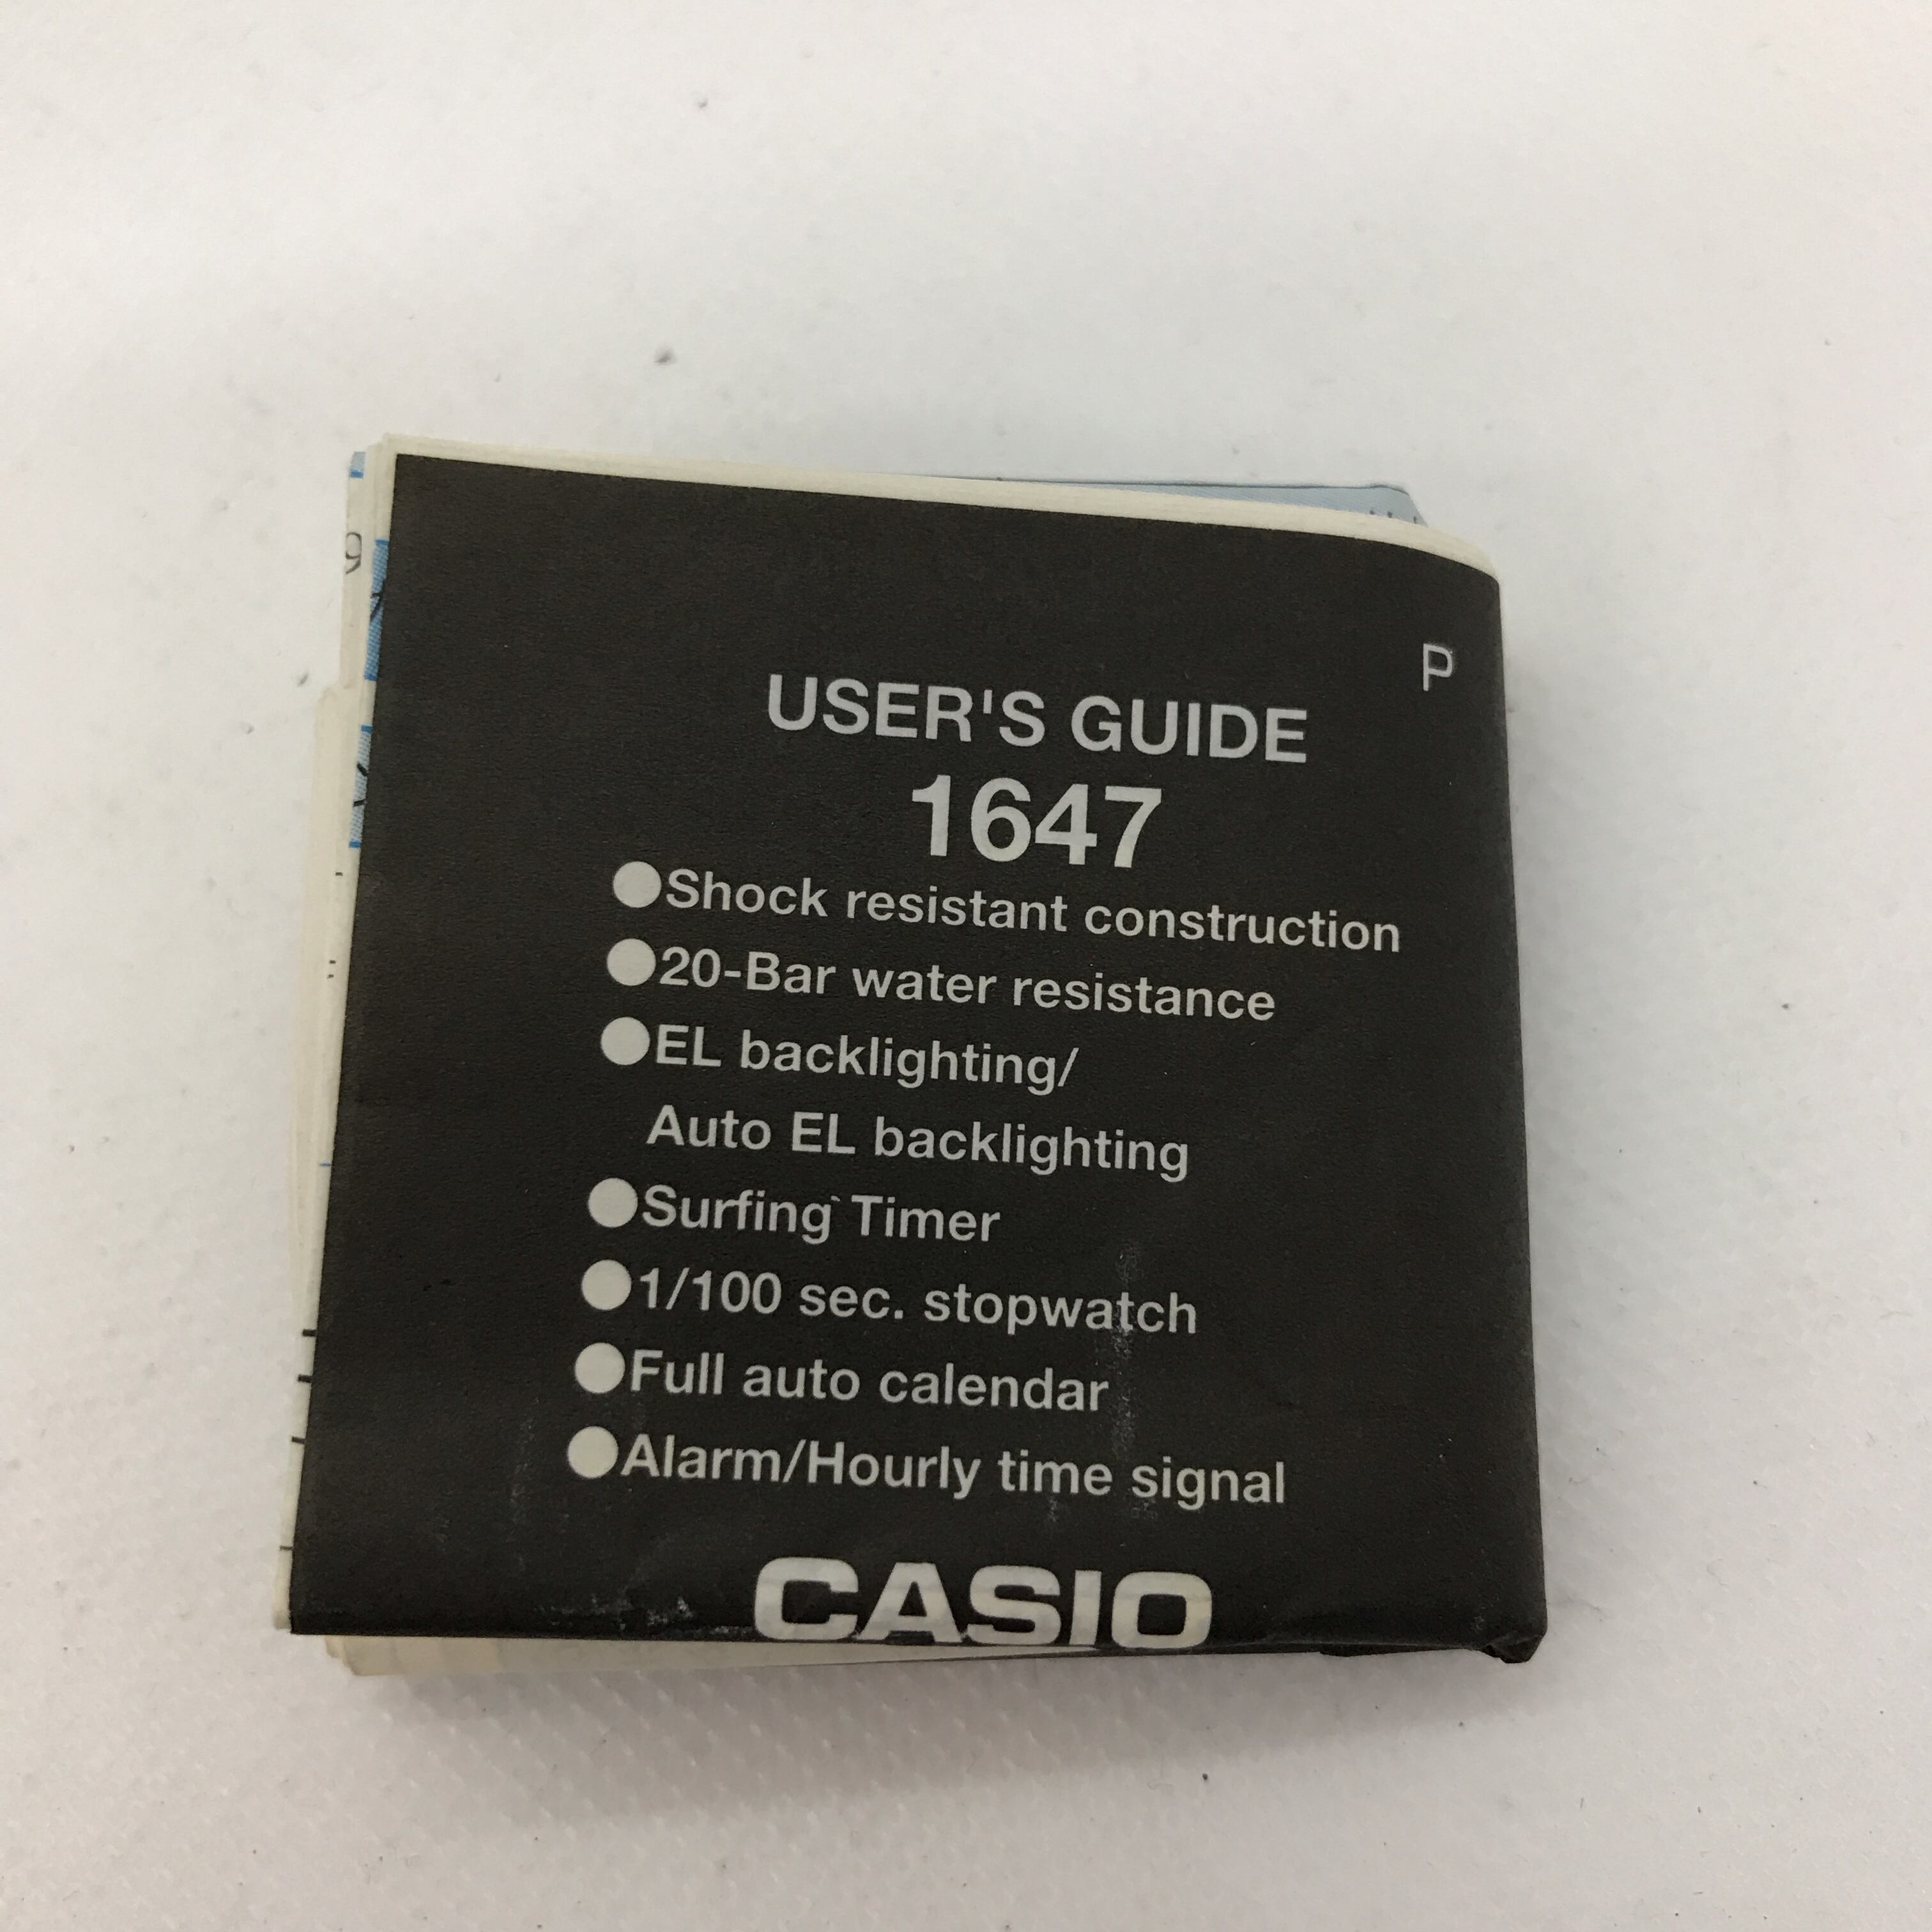 P
USER'S GUIDE
1647
●Shock resistant construction
●20-Bar water resistance
●EL backlighting/
Auto EL backlighting
●Surfing Timer
●1/100 sec. stopwatch
●Full auto calendar
●Alarm/Hourly time signal
CASIO